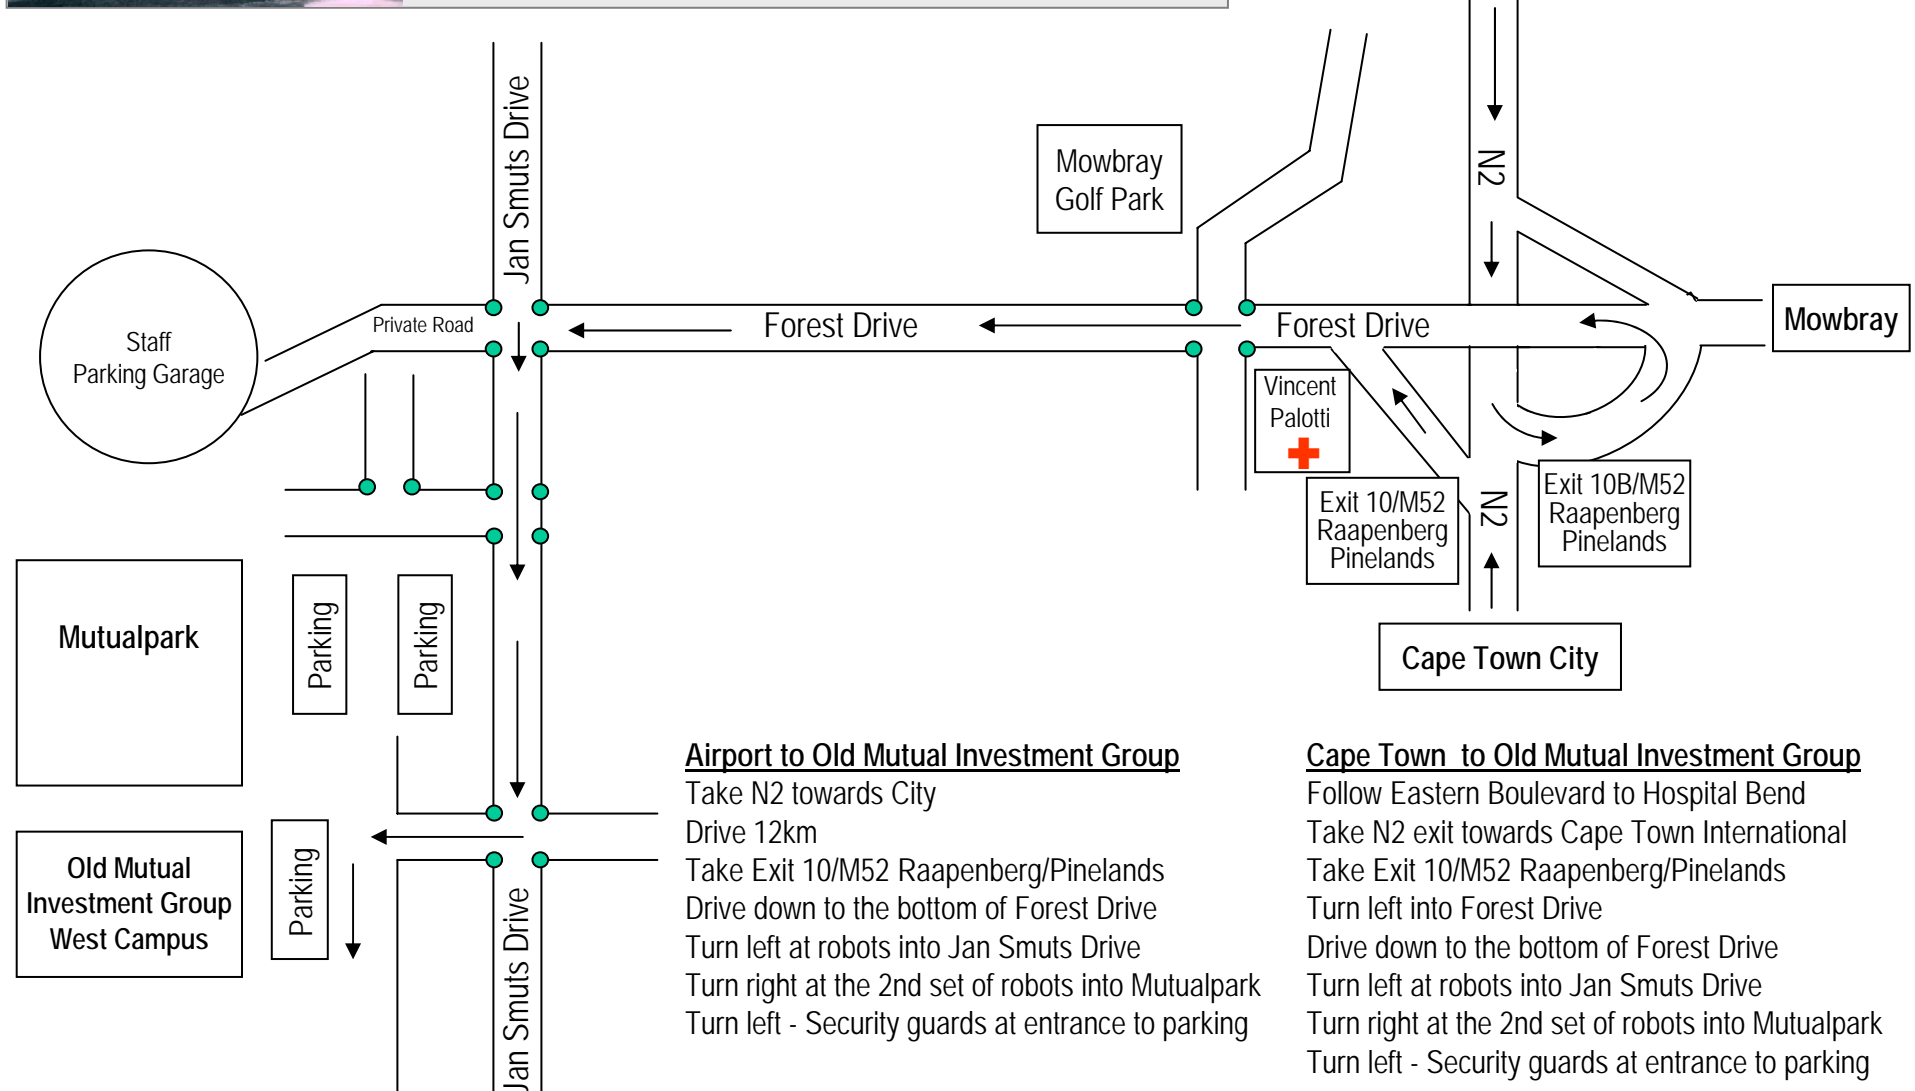 Jan Smuts Drive
N2
Mowbray
Golf Park
Mowbray
Private Road
Forest Drive
Forest Drive
Staff
Parking Garage
Vincent
Palotti
Exit 10/M52
Raapenberg
Pinelands
N2
Exit 10B/M52
Raapenberg
Pinelands
Mutualpark
Parking
Parking
Cape Town City
Old Mutual
Investment Group
West Campus
Parking
Jan Smuts Drive
Airport to Old Mutual Investment Group
Take N2 towards City
Drive 12km
Take Exit 10/M52 Raapenberg/Pinelands
Drive down to the bottom of Forest Drive
Turn left at robots into Jan Smuts Drive
Turn right at the 2nd set of robots into Mutualpark
Turn left - Security guards at entrance to parking
Cape Town to Old Mutual Investment Group
Follow Eastern Boulevard to Hospital Bend
Take N2 exit towards Cape Town International
Take Exit 10/M52 Raapenberg/Pinelands
Turn left into Forest Drive
Drive down to the bottom of Forest Drive
Turn left at robots into Jan Smuts Drive
Turn right at the 2nd set of robots into Mutualpark
Turn left - Security guards at entrance to parking